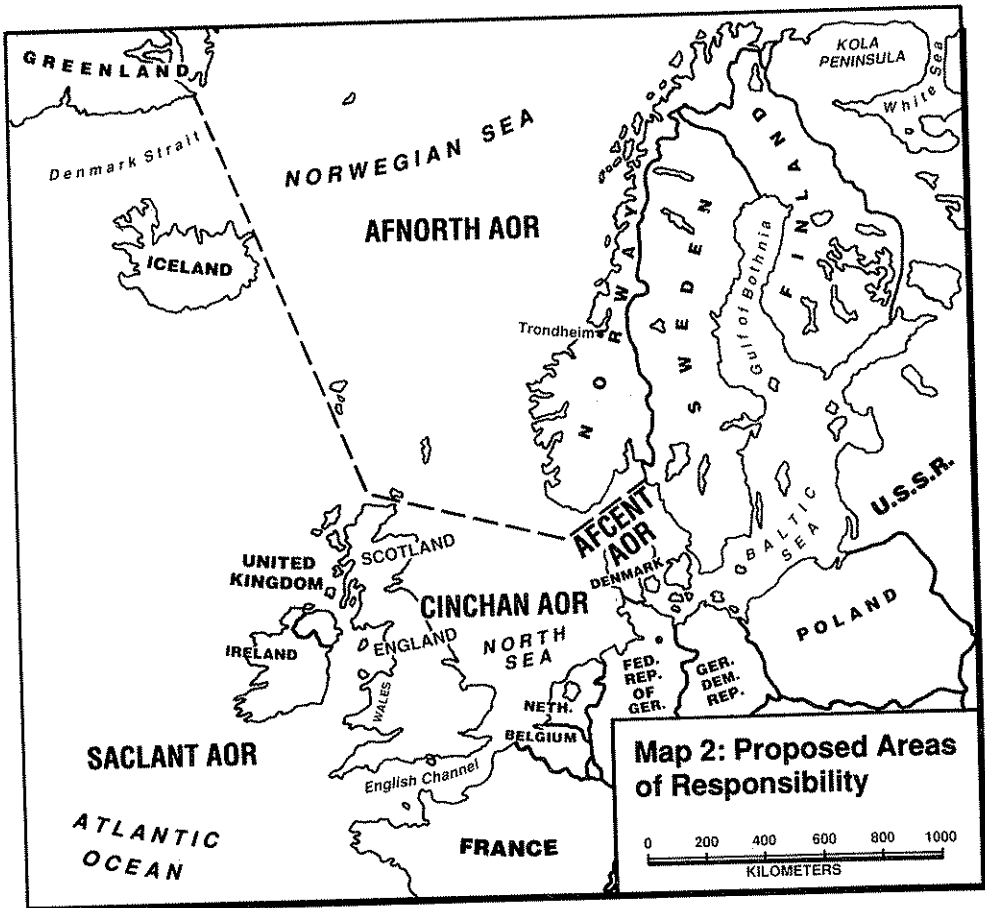 GREENLAND
KOLA
PENINSULA
White Sea
Denmark Strait
NORWEGIAN SEA
AFNORTH AOR
ICELAND
FINLAND
SWEDEN
NORWAY
Gulf of Bothnia
Trondheim
U.S.S.R.
AFCENT
AOR
BALTIC
SEA
SCOTLAND
UNITED
KINGDOM
DENMARK
CINCHAN AOR
POLAND
ENGLAND
NORTH
SEA
IRELAND
WALES
FED.
REP.
OF
GER.
GER.
DEM.
REP.
NETH.
BELGIUM
SACLANT AOR
English Channel
ATLANTIC
OCEAN
FRANCE
Map 2: Proposed Areas
of Responsibility
0 200 400 600 800 1000
KILOMETERS